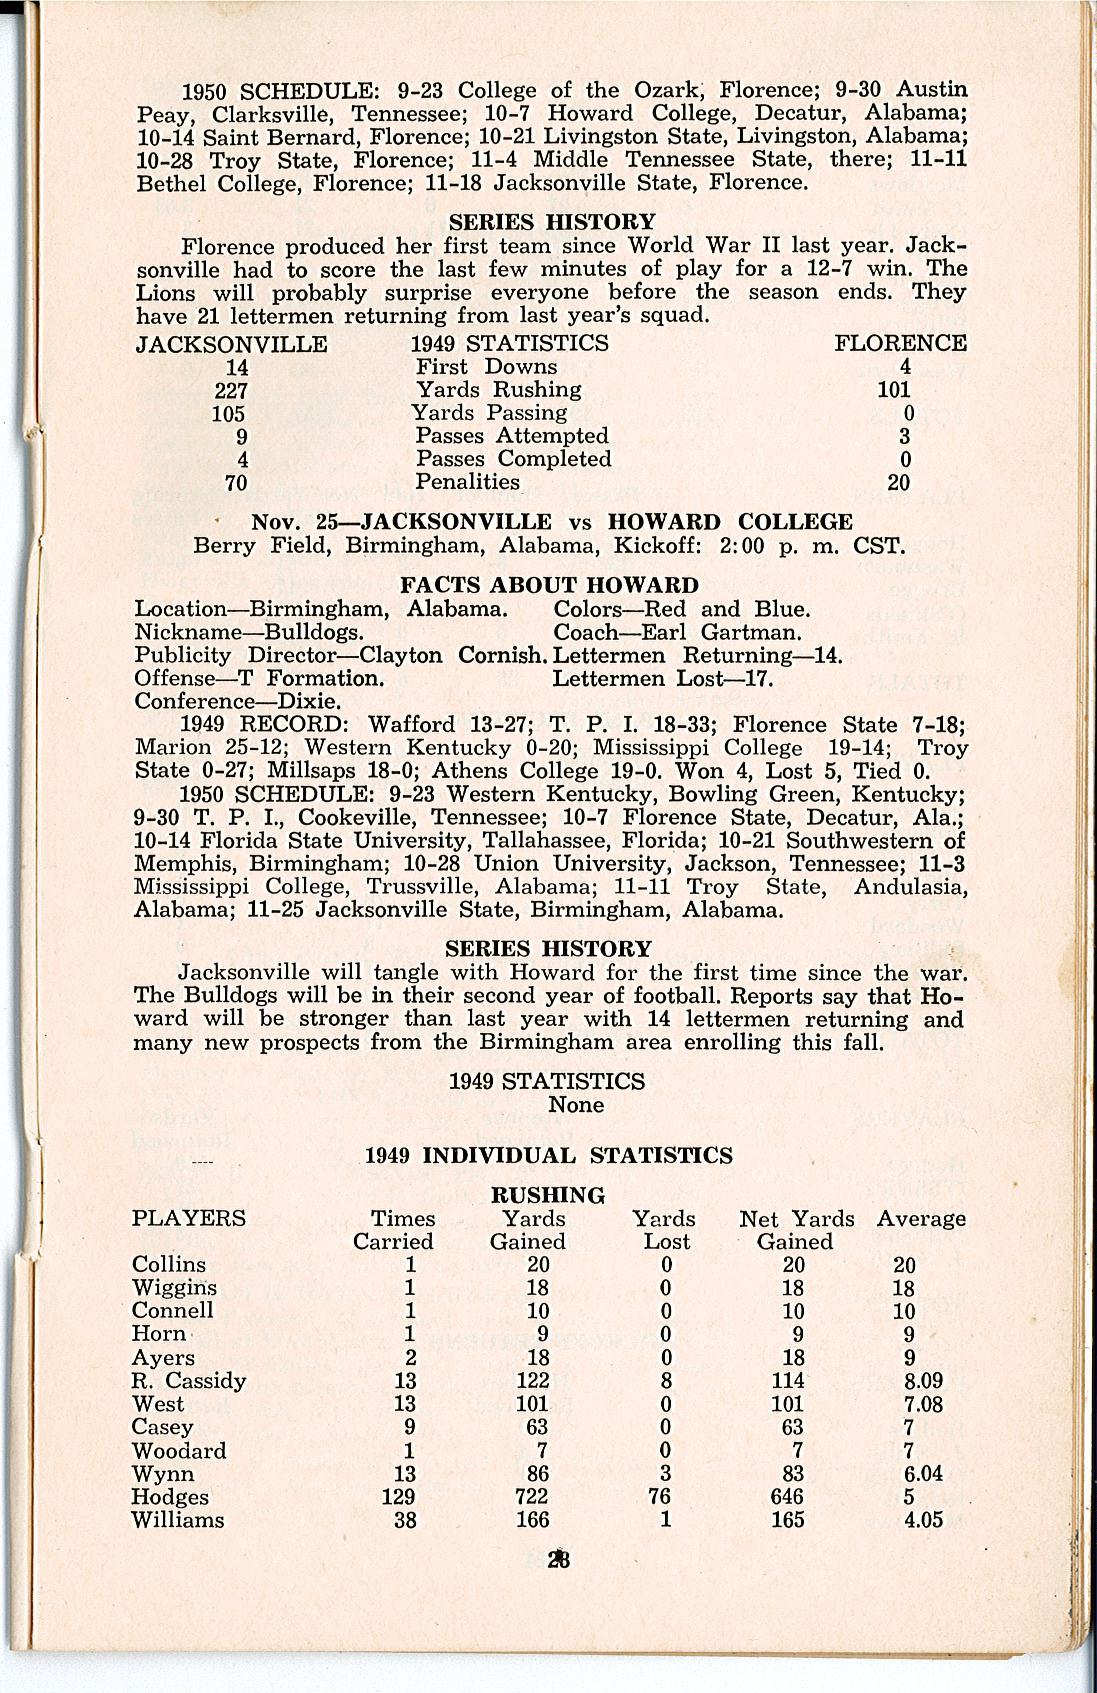 1950 SCHEDULE: 9-23 College of the Ozark, Florence; 9-30 Austin
Peay, Clarksville, Tennessee; 10-7 Howard College, Decatur, Alabama;
10-14 Saint Bernard, Florence; 10-21 Livingston State, Livingston, Alabama;
10-28 Troy State, Florence; 11-4 Middle Tennessee State, there; 11-11
Bethel College, Florence; 11-18 Jacksonville State, Florence.
SERIES HISTORY
Florence produced her first team since World War II last year. Jack-
sonville had to score the last few minutes of play for a 12-7 win. The
Lions will probably surprise everyone before the season ends. They
have 21 lettermen returning from last year's squad.
JACKSONVILLE 1949 STATISTICS FLORENCE
14 First Downs 4
227 Yards Rushing 101
105 Yards Passing 0
9 Passes Attempted 3
4 Passes Completed 0
70 Penalities 20
Nov. 25—JACKSONVILLE vs HOWARD COLLEGE
Berry Field, Birmingham, Alabama, Kickoff: 2:00 p. m. CST.
FACTS ABOUT HOWARD
Location—Birmingham, Alabama. Colors—Red and Blue.
Nickname—Bulldogs. Coach—Earl Gartman.
Publicity Director—Clayton Cornish. Lettermen Returning—14.
Offense—T Formation. Lettermen Lost—17.
Conference—Dixie.
1949 RECORD: Wafford 13-27; T. P. I. 18-33; Florence State 7-18;
Marion 25-12; Western Kentucky 0-20; Mississippi College 19-14; Troy
State 0-27; Millsaps 18-0; Athens College 19-0. Won 4, Lost 5, Tied 0.
1950 SCHEDULE: 9-23 Western Kentucky, Bowling Green, Kentucky;
9-30 T. P. I., Cookeville, Tennessee; 10-7 Florence State, Decatur, Ala.;
10-14 Florida State University, Tallahassee, Florida; 10-21 Southwestern of
Memphis, Birmingham; 10-28 Union University, Jackson, Tennessee; 11-3
Mississippi College, Trussville, Alabama; 11-11 Troy State, Andulasia,
Alabama; 11-25 Jacksonville State, Birmingham, Alabama.
SERIES HISTORY
Jacksonville will tangle with Howard for the first time since the war.
The Bulldogs will be in their second year of football. Reports say that Ho-
ward will be stronger than last year with 14 lettermen returning and
many new prospects from the Birmingham area enrolling this fall.
1949 STATISTICS
None
1949 INDIVIDUAL STATISTICS
RUSHING
PLAYERS Times Yards Yards Net Yards Average
Carried Gained Lost Gained
Collins 1 20 0 20 20
Wiggins 1 18 0 18 18
Connell 1 10 0 10 10
Horn 1 9 0 9 9
Ayers 2 18 0 18 9
R. Cassidy 13 122 8 114 8.09
West 13 101 0 101 7.08
Casey 9 63 0 63 7
Woodard 1 7 0 7 7
Wynn 13 86 3 83 6.04
Hodges 129 722 76 646 5
Williams 38 166 1 165 4.05